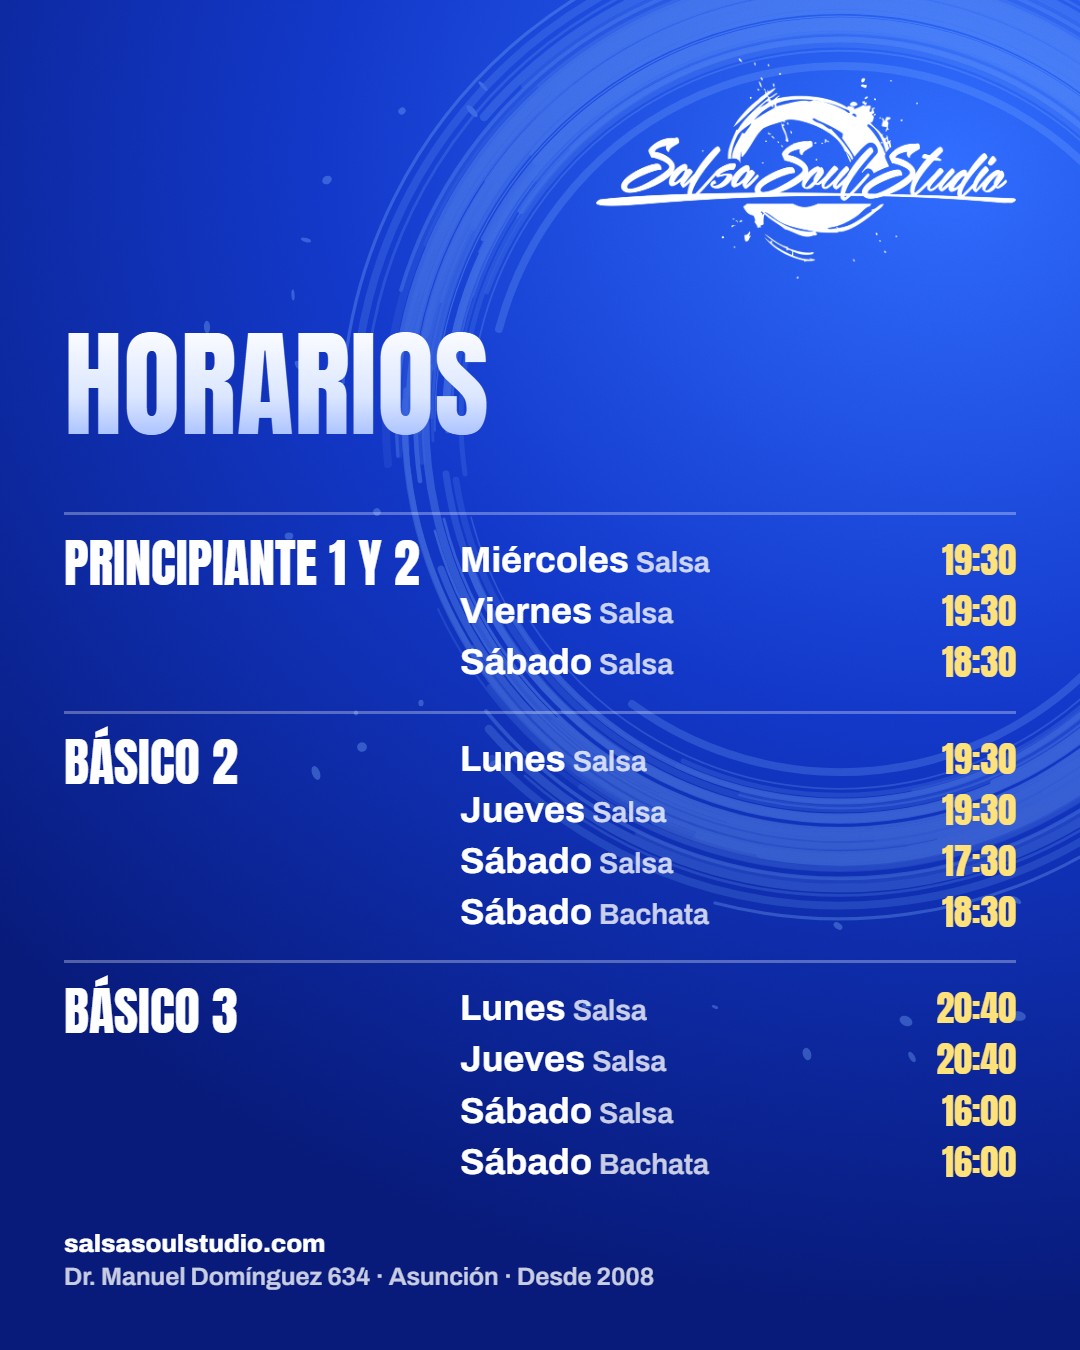 Salsa Soul Studio
HORARIOS
PRINCIPIANTE 1 Y 2
Miércoles Salsa 19:30
Viernes Salsa 19:30
Sábado Salsa 18:30
BÁSICO 2
Lunes Salsa 19:30
Jueves Salsa 19:30
Sábado Salsa 17:30
Sábado Bachata 18:30
BÁSICO 3
Lunes Salsa 20:40
Jueves Salsa 20:40
Sábado Salsa 16:00
Sábado Bachata 16:00
salsasoulstudio.com
Dr. Manuel Domínguez 634 · Asunción · Desde 2008